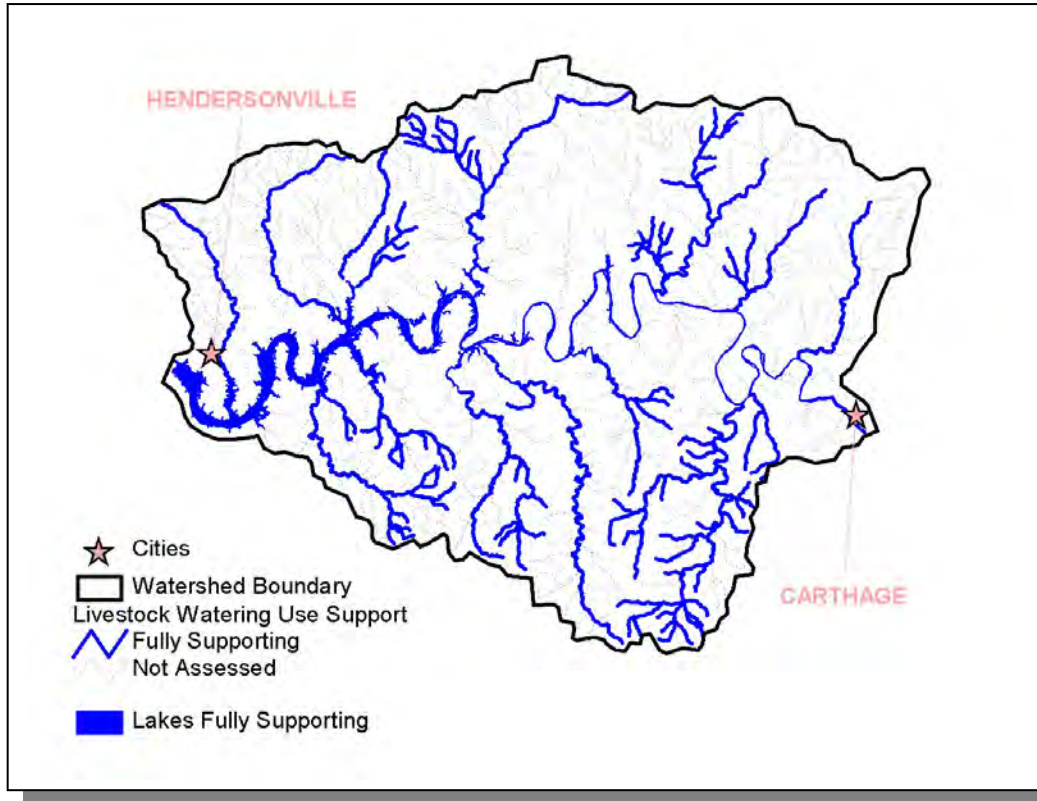 HENDERSONVILLE
CARTHAGE
Cities
Watershed Boundary
Livestock Watering Use Support
Fully Supporting
Not Assessed
Lakes Fully Supporting